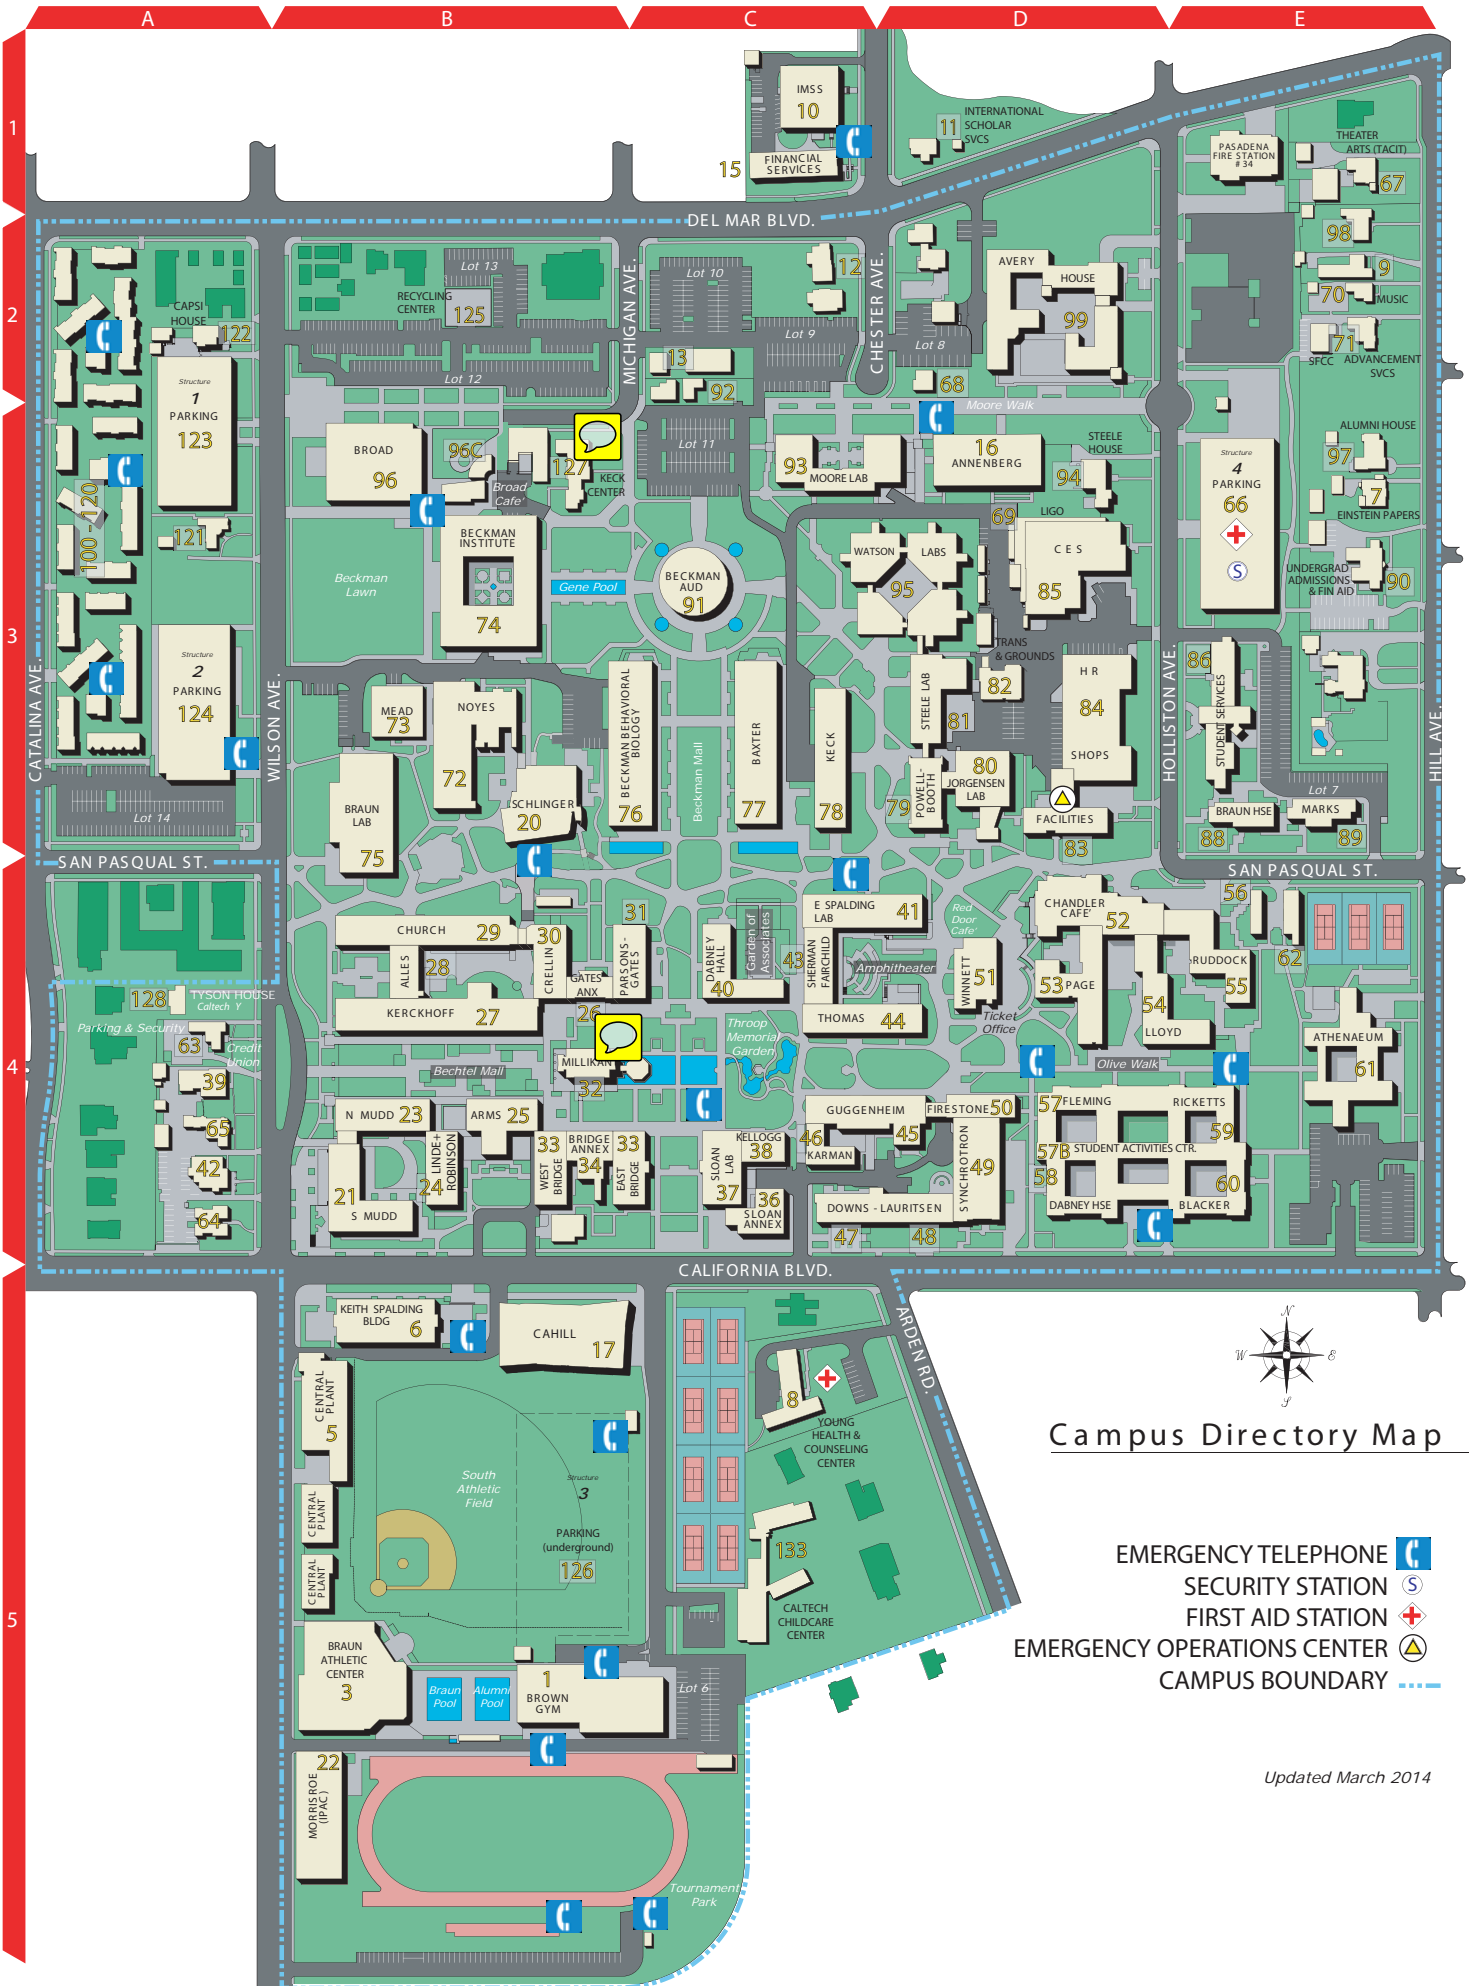 A
B
C
D
E
1
2
3
4
5
IMSS
10
15
FINANCIAL
SERVICES
11
INTERNATIONAL
SCHOLAR
SVCS
PASADENA
FIRE STATION
# 34
THEATER
ARTS (TACIT)
67
DEL MAR BLVD.
98
9
70
MUSIC
71
SFCC
ADVANCEMENT
SVCS
CATALINA AVE.
WILSON AVE.
MICHIGAN AVE.
CHESTER AVE.
HOLLISTON AVE.
HILL AVE.
CAPSI
HOUSE
122
RECYCLING
CENTER
125
Lot 13
Lot 10
12
Lot 9
Lot 8
AVERY
HOUSE
99
Lot 12
13
92
68
Moore Walk
Structure
1
PARKING
123
BROAD
96
96C
Broad
Cafe'
127
KECK
CENTER
Lot 11
93
MOORE LAB
16
ANNENBERG
STEELE
HOUSE
94
Structure
4
PARKING
66
S
ALUMNI HOUSE
97
7
EINSTEIN PAPERS
100 -120
121
BECKMAN
INSTITUTE
74
Beckman
Lawn
Gene Pool
BECKMAN
AUD
91
WATSON
LABS
95
69
LIGO
C E S
85
UNDERGRAD
ADMISSIONS
& FIN AID
90
Structure
2
PARKING
124
MEAD
73
NOYES
72
BECKMAN BEHAVIORAL
BIOLOGY
76
Beckman Mall
BAXTER
77
KECK
78
STEELE LAB
81
TRANS
& GROUNDS
82
H R
84
SHOPS
86
STUDENT SERVICES
79
POWELL-
BOOTH
80
JORGENSEN
LAB
FACILITIES
83
Lot 7
BRAUN HSE
88
MARKS
89
Lot 14
BRAUN
LAB
75
SCHLINGER
20
SAN PASQUAL ST.
SAN PASQUAL ST.
CHURCH
29
30
CRELLIN
31
PARSONS-
GATES
ALLES
28
GATES
ANX
26
KERCKHOFF
27
DABNEY
HALL
40
Garden of
Associates
43
E SPALDING
LAB
41
SHERMAN
FAIRCHILD
Amphitheater
THOMAS
44
Red
Door
Cafe'
WINNETT
51
Ticket
Office
CHANDLER
CAFE'
52
53
PAGE
54
LLOYD
RUDDOCK
55
56
62
128
TYSON HOUSE
Caltech Y
Parking & Security
63
Credit
Union
39
65
42
64
Bechtel Mall
MILLIKAN
32
Throop
Memorial
Garden
Olive Walk
ATHENAEUM
61
N MUDD
23
ARMS
25
GUGGENHEIM
FIRESTONE
50
57
FLEMING
RICKETTS
59
21
S MUDD
24
LINDE+
ROBINSON
33
WEST
BRIDGE
BRIDGE
ANNEX
34
33
EAST
BRIDGE
SLOAN
LAB
37
KELLOGG
38
36
SLOAN
ANNEX
46
KARMAN
45
SYNCHROTRON
49
57B
STUDENT ACTIVITIES CTR.
58
DABNEY HSE
60
BLACKER
DOWNS - LAURITSEN
47
48
CALIFORNIA BLVD.
ARDEN RD.
KEITH SPALDING
BLDG
6
CAHILL
17
CENTRAL
PLANT
5
CENTRAL
PLANT
CENTRAL
PLANT
8
YOUNG
HEALTH &
COUNSELING
CENTER
South
Athletic
Field
Structure
3
PARKING
(underground)
126
133
CALTECH
CHILDCARE
CENTER
BRAUN
ATHLETIC
CENTER
3
Braun
Pool
Alumni
Pool
1
BROWN
GYM
Lot 6
22
MORRISROE
(IPAC)
Tournament
Park
N
W
E
S
Campus Directory Map
EMERGENCY TELEPHONE
SECURITY STATION S
FIRST AID STATION
EMERGENCY OPERATIONS CENTER
CAMPUS BOUNDARY
Updated March 2014